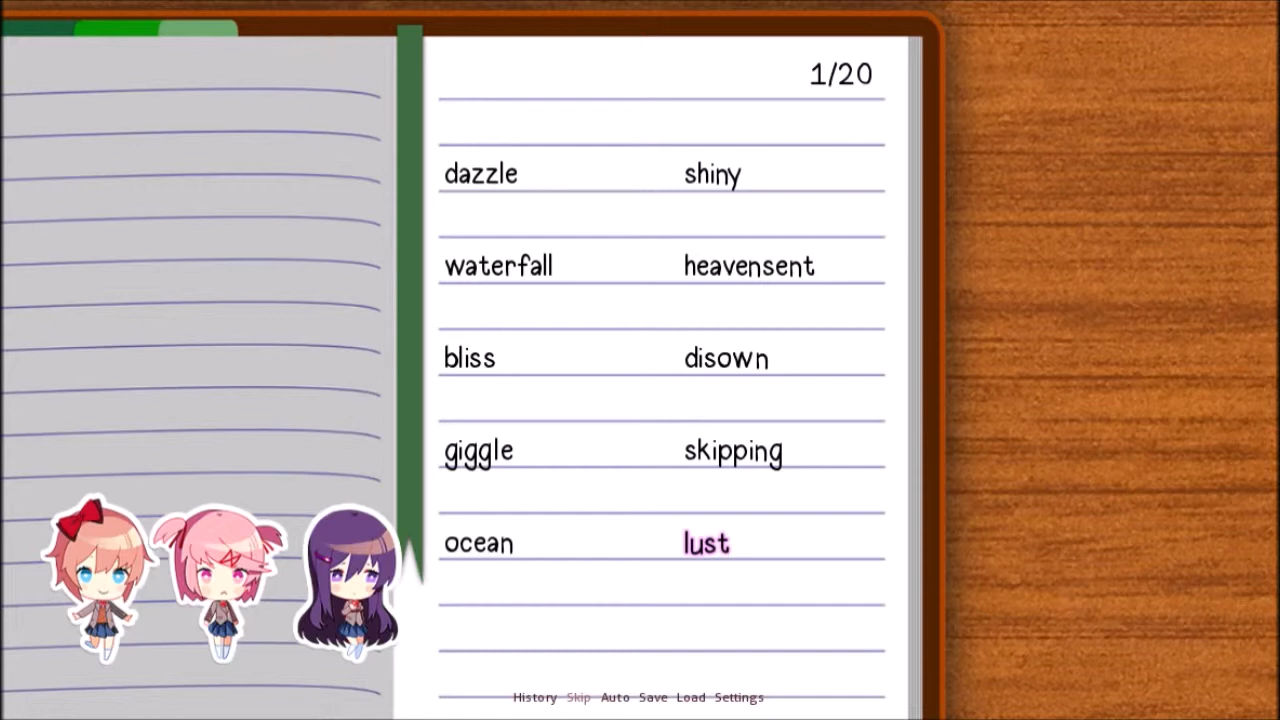 1/20
dazzle shiny
waterfall heavensent
bliss disown
giggle skipping
ocean lust
History Skip Auto Save Load Settings